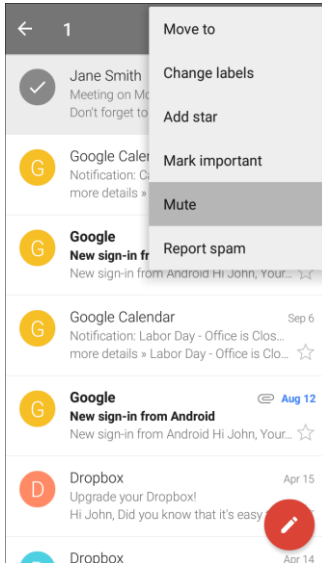 1
Move to
Change labels
Add star
Mark important
Mute
Report spam
Jane Smith
Meeting on
Don't forget to
G
Google
Notification:
more details »
G
Google
New sign-in
New sign-in from Android Hi John, Your...
G
Google Calendar Sep 6
Notification: Labor Day - Office is Clos...
more details » Labor Day - Office is Clo...
G
Google Aug 12
New sign-in from Android
New sign-in from Android Hi John, Your...
D
Dropbox Apr 15
Upgrade your Dropbox!
Hi John, Did you know that it's easy
Dropbox Apr 14